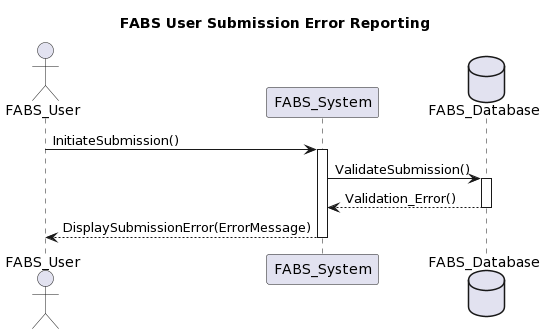 FABS User Submission Error Reporting
FABS_User
FABS_System
FABS_Database
InitiateSubmission()
ValidateSubmission()
Validation_Error()
DisplaySubmissionError(ErrorMessage)
FABS_User
FABS_System
FABS_Database